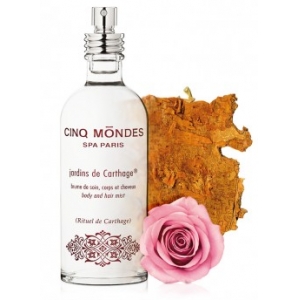 CINQ MONDES
SPA PARIS
jardins de Carthage®
brume de soin, corps et cheveux
body and hair mist
(Rituel de Carthage)